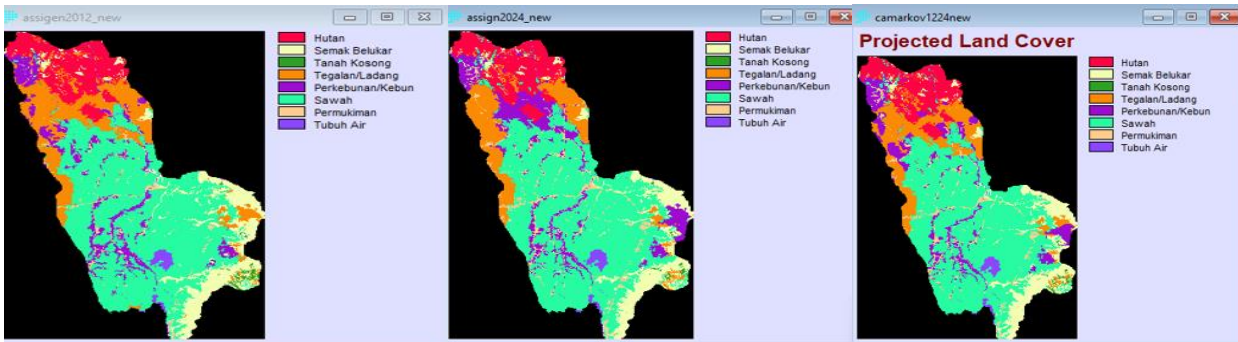 assigen2012_new
Hutan
Semak Belukar
Tanah Kosong
Tegalan/Ladang
Perkebunan/Kebun
Sawah
Permukiman
Tubuh Air
assign2024_new
Hutan
Semak Belukar
Tanah Kosong
Tegalan/Ladang
Perkebunan/Kebun
Sawah
Permukiman
Tubuh Air
camarkov1224new
Projected Land Cover
Hutan
Semak Belukar
Tanah Kosong
Tegalan/Ladang
Perkebunan/Kebun
Sawah
Permukiman
Tubuh Air